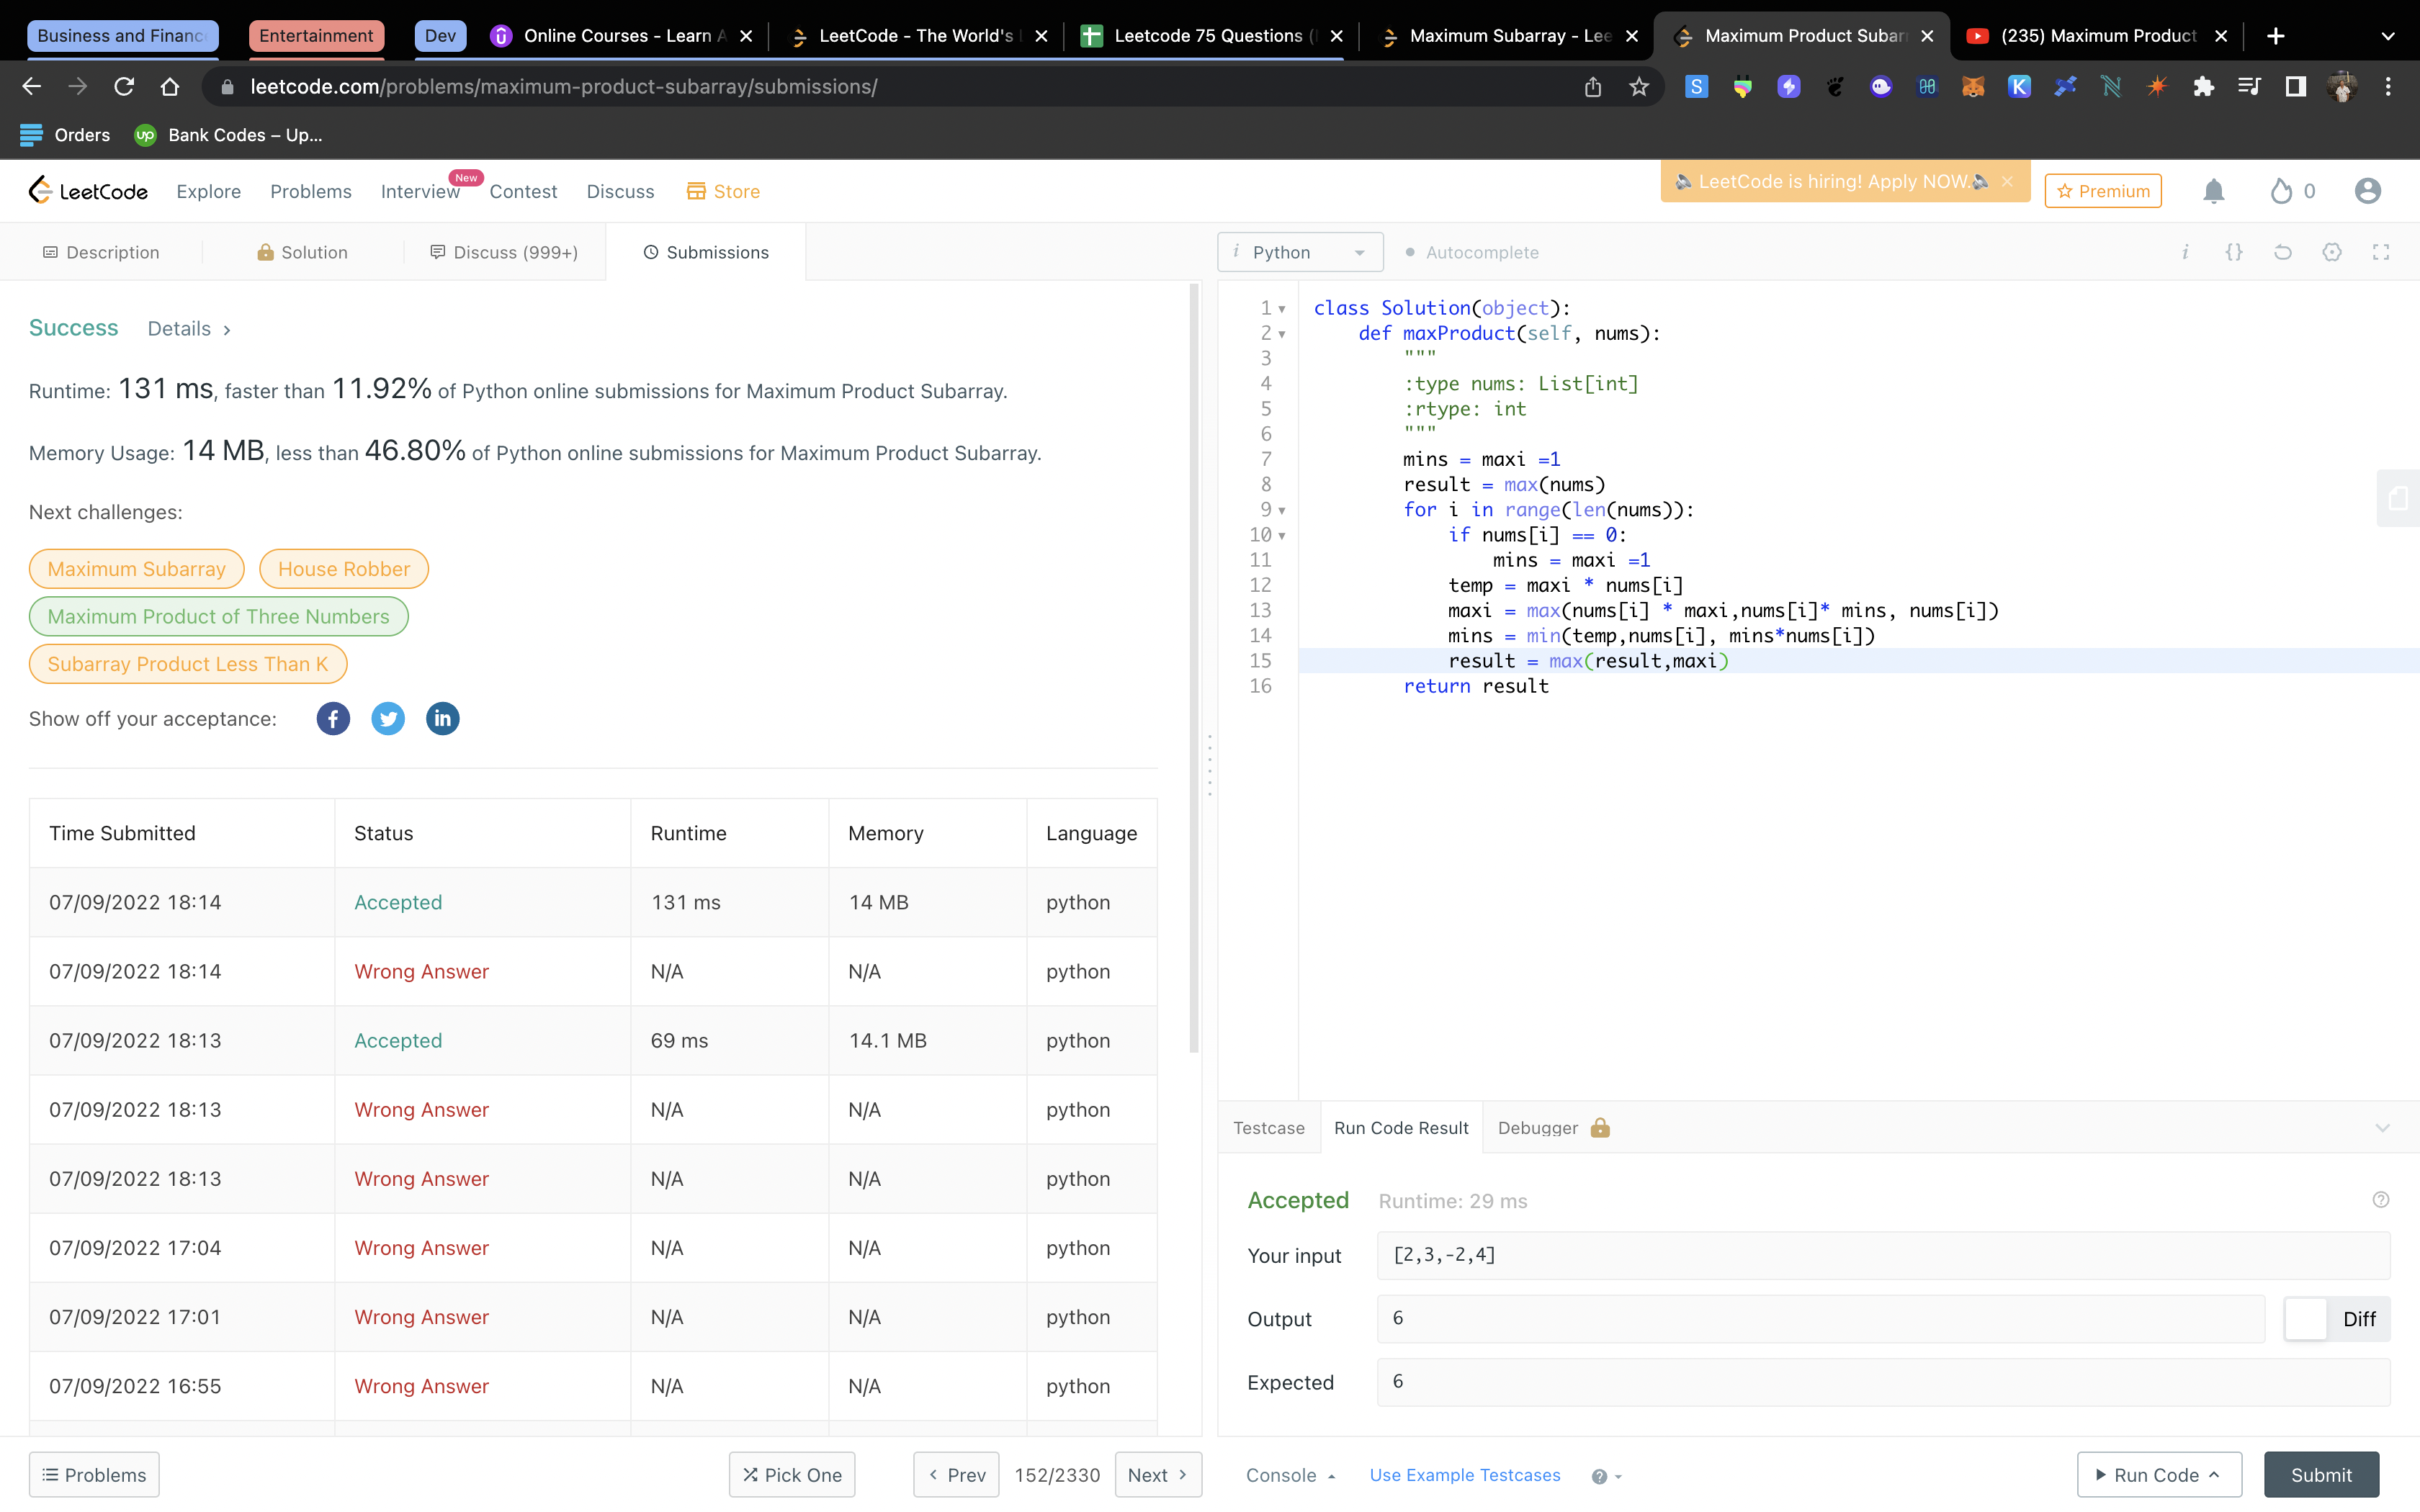 Business and Financ
Entertainment
Dev
Online Courses - Learn A
LeetCode - The World's
Leetcode 75 Questions (
Maximum Subarray - Lee
Maximum Product Subar
(235) Maximum Product
leetcode.com/problems/maximum-product-subarray/submissions/
Orders
Bank Codes – Up...
LeetCode
Explore
Problems
Interview
New
Contest
Discuss
Store
LeetCode is hiring! Apply NOW.
Premium
0
Description
Solution
Discuss (999+)
Submissions
Success
Details
Runtime: 131 ms, faster than 11.92% of Python online submissions for Maximum Product Subarray.
Memory Usage: 14 MB, less than 46.80% of Python online submissions for Maximum Product Subarray.
Next challenges:
Maximum Subarray
House Robber
Maximum Product of Three Numbers
Subarray Product Less Than K
Show off your acceptance:
Time Submitted Status Runtime Memory Language
07/09/2022 18:14 Accepted 131 ms 14 MB python
07/09/2022 18:14 Wrong Answer N/A N/A python
07/09/2022 18:13 Accepted 69 ms 14.1 MB python
07/09/2022 18:13 Wrong Answer N/A N/A python
07/09/2022 18:13 Wrong Answer N/A N/A python
07/09/2022 17:04 Wrong Answer N/A N/A python
07/09/2022 17:01 Wrong Answer N/A N/A python
07/09/2022 16:55 Wrong Answer N/A N/A python
Problems
Pick One
Prev
152/2330
Next
i Python
Autocomplete
1 class Solution(object):
2 def maxProduct(self, nums):
3 """
4 :type nums: List[int]
5 :rtype: int
6 """
7 mins = maxi =1
8 result = max(nums)
9 for i in range(len(nums)):
10 if nums[i] == 0:
11 mins = maxi =1
12 temp = maxi * nums[i]
13 maxi = max(nums[i] * maxi,nums[i]* mins, nums[i])
14 mins = min(temp,nums[i], mins*nums[i])
15 result = max(result,maxi)
16 return result
Testcase
Run Code Result
Debugger
Accepted
Runtime: 29 ms
Your input
[2,3,-2,4]
Output
6
Diff
Expected
6
Console
Use Example Testcases
Run Code
Submit